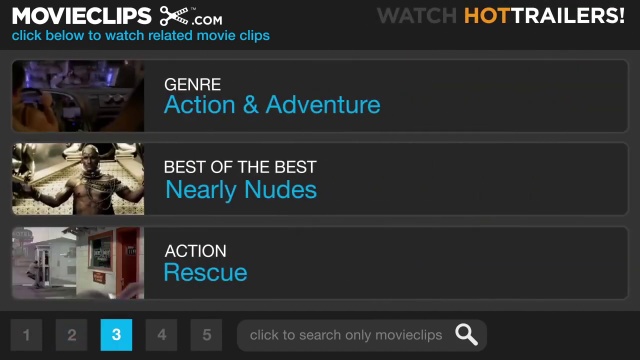 MOVIECLIPS .COM™
WATCH HOTTRAILERS!
click below to watch related movie clips
GENRE
Action & Adventure
BEST OF THE BEST
Nearly Nudes
ACTION
Rescue
1 2 3 4 5
click to search only movieclips